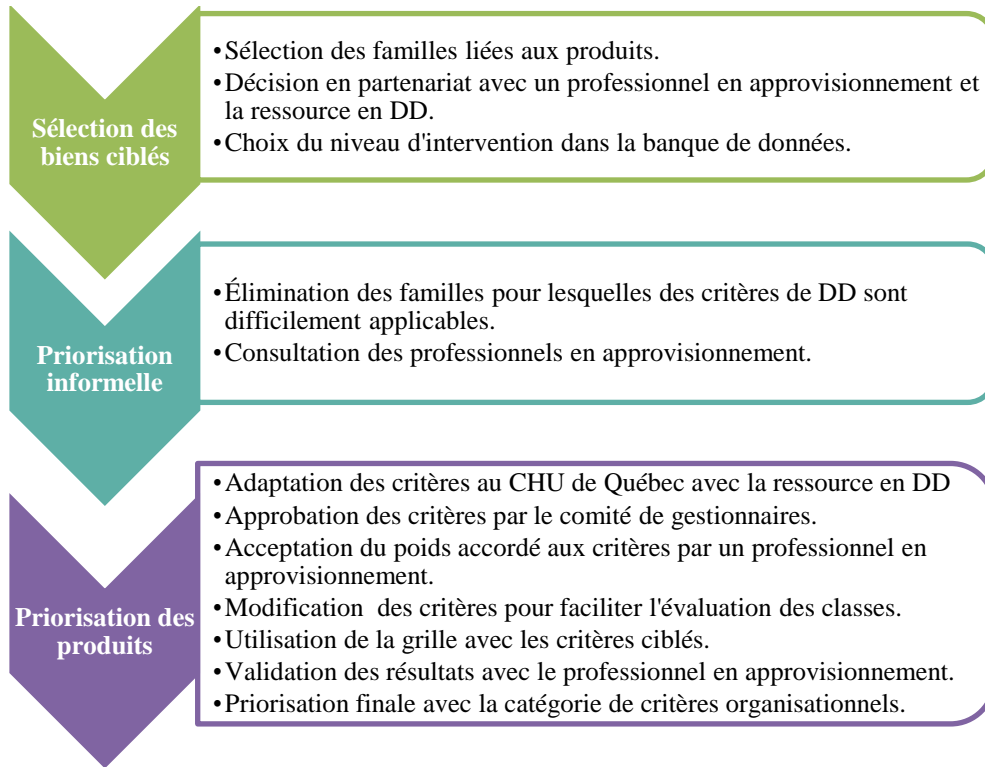 Sélection des
biens ciblés
•Sélection des familles liées aux produits.
•Décision en partenariat avec un professionnel en approvisionnement et
la ressource en DD.
•Choix du niveau d'intervention dans la banque de données.
Priorisation
informelle
•Élimination des familles pour lesquelles des critères de DD sont
difficilement applicables.
•Consultation des professionnels en approvisionnement.
Priorisation des
produits
•Adaptation des critères au CHU de Québec avec la ressource en DD
•Approbation des critères par le comité de gestionnaires.
•Acceptation du poids accordé aux critères par un professionnel en
approvisionnement.
•Modification  des critères pour faciliter l'évaluation des classes.
•Utilisation de la grille avec les critères ciblés.
•Validation des résultats avec le professionnel en approvisionnement.
•Priorisation finale avec la catégorie de critères organisationnels.